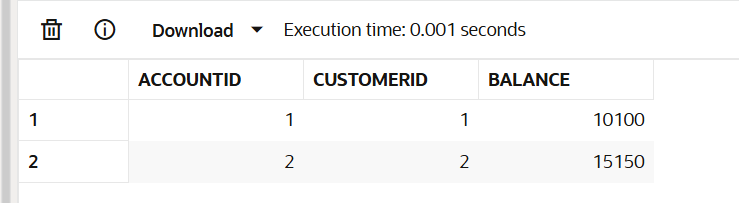 Download Execution time: 0.001 seconds
ACCOUNTID CUSTOMERID BALANCE
1 1 1 10100
2 2 2 15150